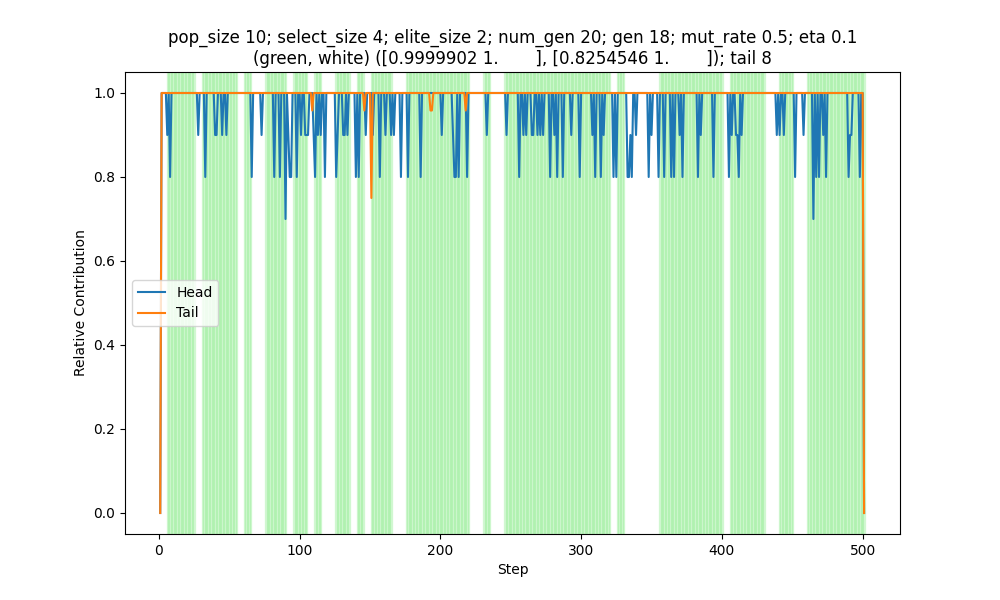 pop_size 10; select_size 4; elite_size 2; num_gen 20; gen 18; mut_rate 0.5; eta 0.1
(green, white) ([0.9999902 1.        ], [0.8254546 1.        ]); tail 8
1.0
0.8
0.6
0.4
0.2
0.0
Relative Contribution
Head
Tail
0
100
200
300
400
500
Step